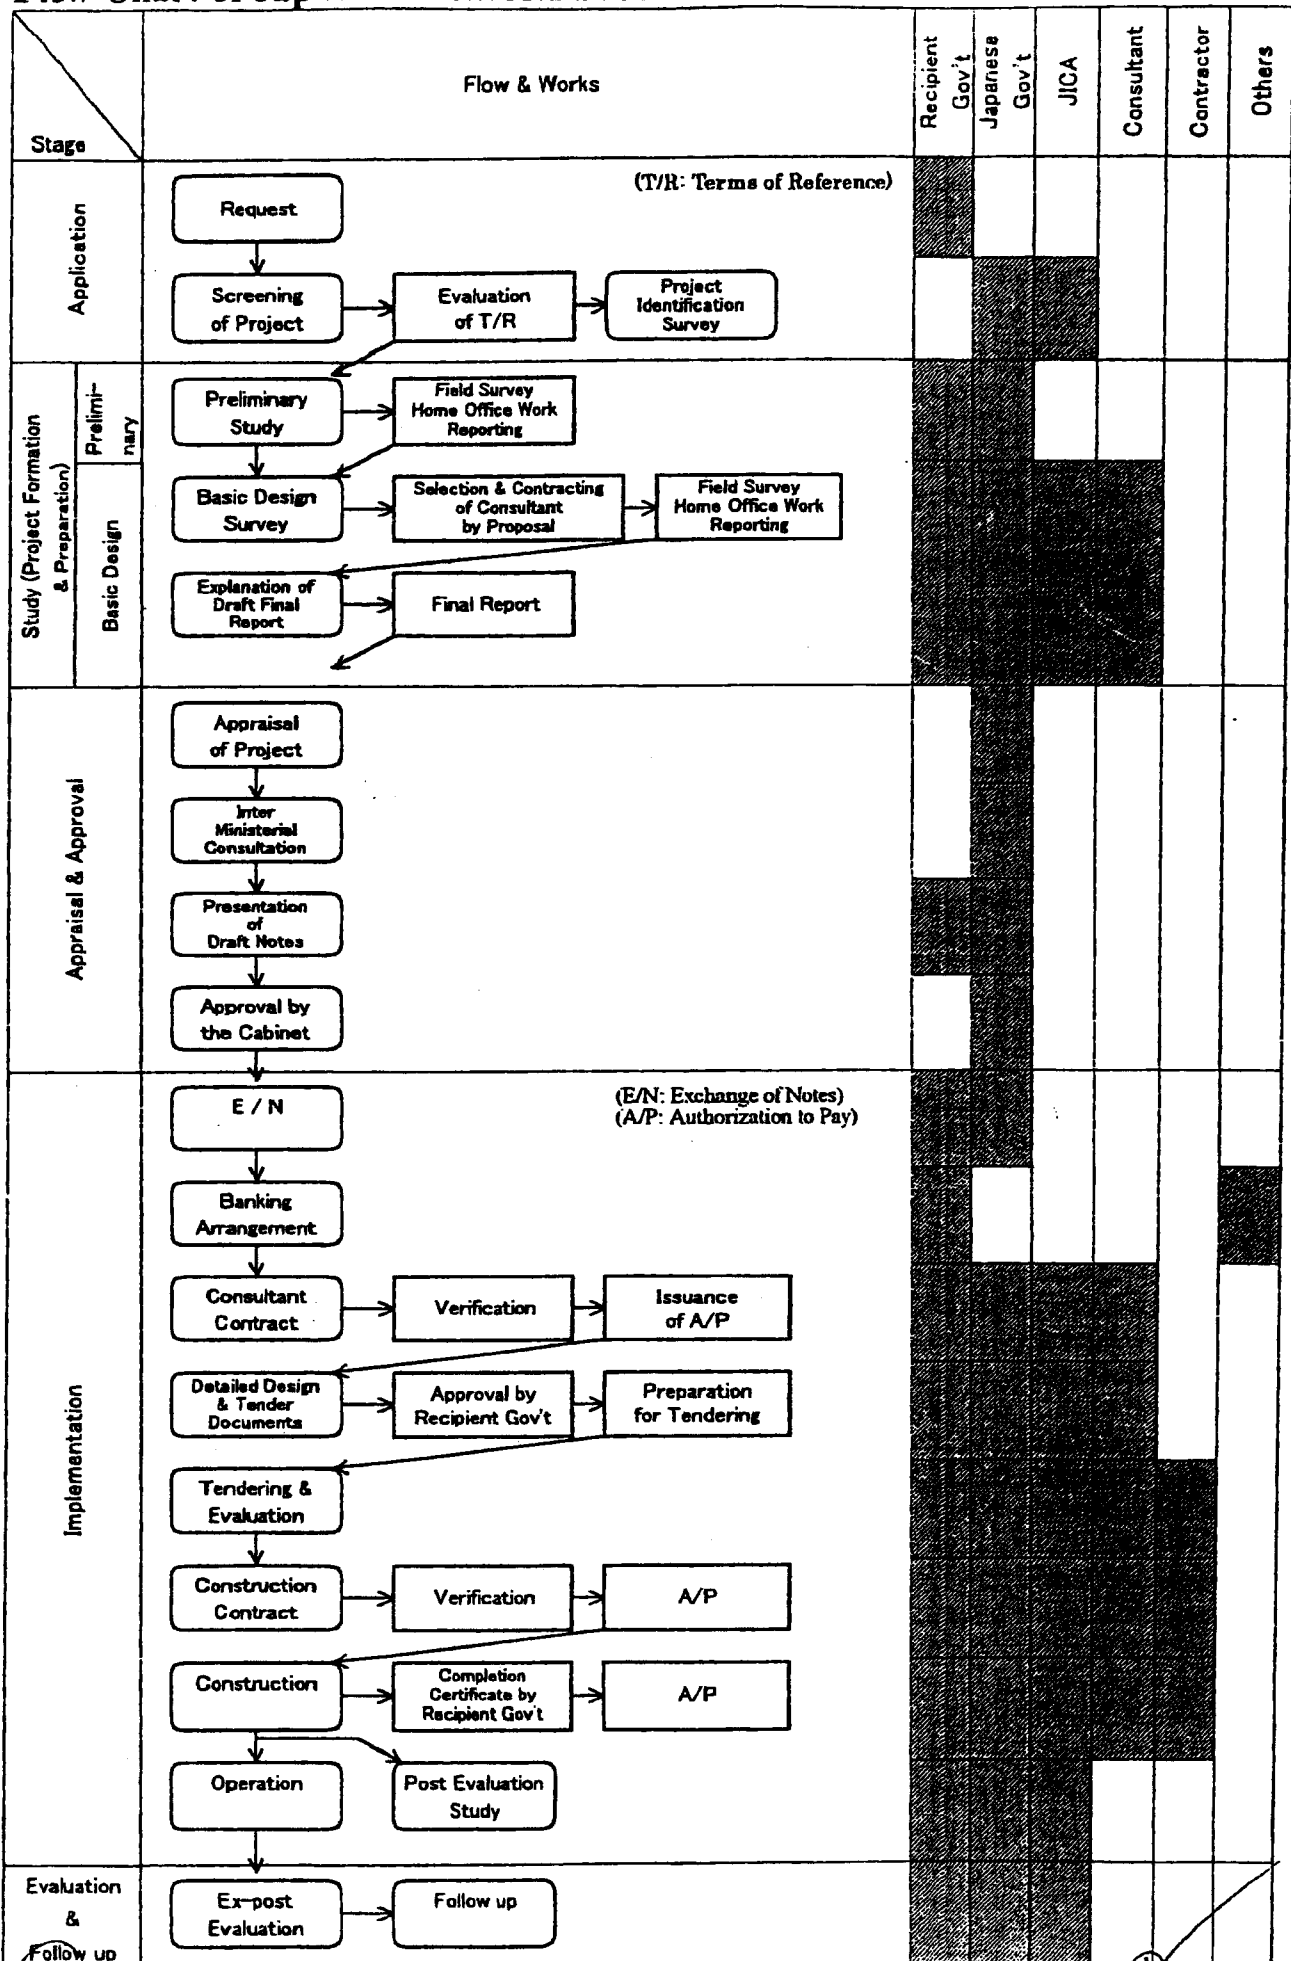 Stage
Flow & Works
Recipient
Gov't
Japanese
Gov't
JICA
Consultant
Contractor
Others
Application
(T/R: Terms of Reference)
Request
Screening
of Project
Evaluation
of T/R
Project
Identification
Survey
Study (Project Formation
& Preparation)
Prelimi-
nary
Preliminary
Study
Field Survey
Home Office Work
Reporting
Basic Design
Basic Design
Survey
Selection & Contracting
of Consultant
by Proposal
Field Survey
Home Office Work
Reporting
Explanation of
Draft Final
Report
Final Report
Appraisal & Approval
Appraisal
of Project
Inter
Ministerial
Consultation
Presentation
of
Draft Notes
Approval by
the Cabinet
Implementation
E / N
(E/N: Exchange of Notes)
(A/P: Authorization to Pay)
Banking
Arrangement
Consultant
Contract
Verification
Issuance
of A/P
Detailed Design
& Tender
Documents
Approval by
Recipient Gov't
Preparation
for Tendering
Tendering &
Evaluation
Construction
Contract
Verification
A/P
Construction
Completion
Certificate by
Recipient Gov't
A/P
Operation
Post Evaluation
Study
Evaluation
&
Follow up
Ex-post
Evaluation
Follow up